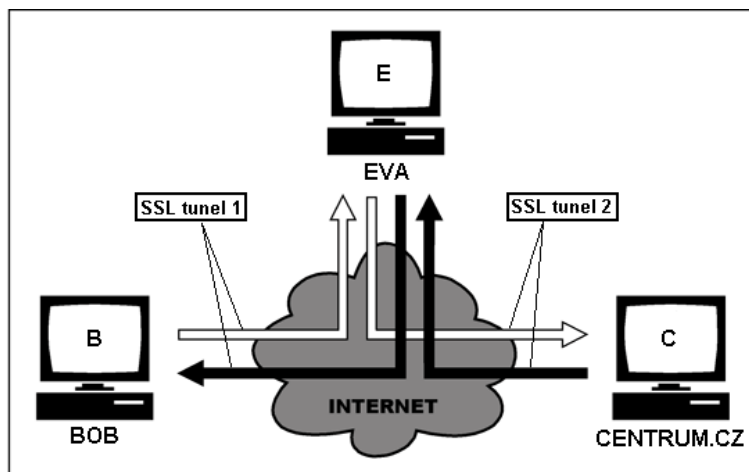 E
EVA
SSL tunel 1
SSL tunel 2
B
C
INTERNET
BOB
CENTRUM.CZ